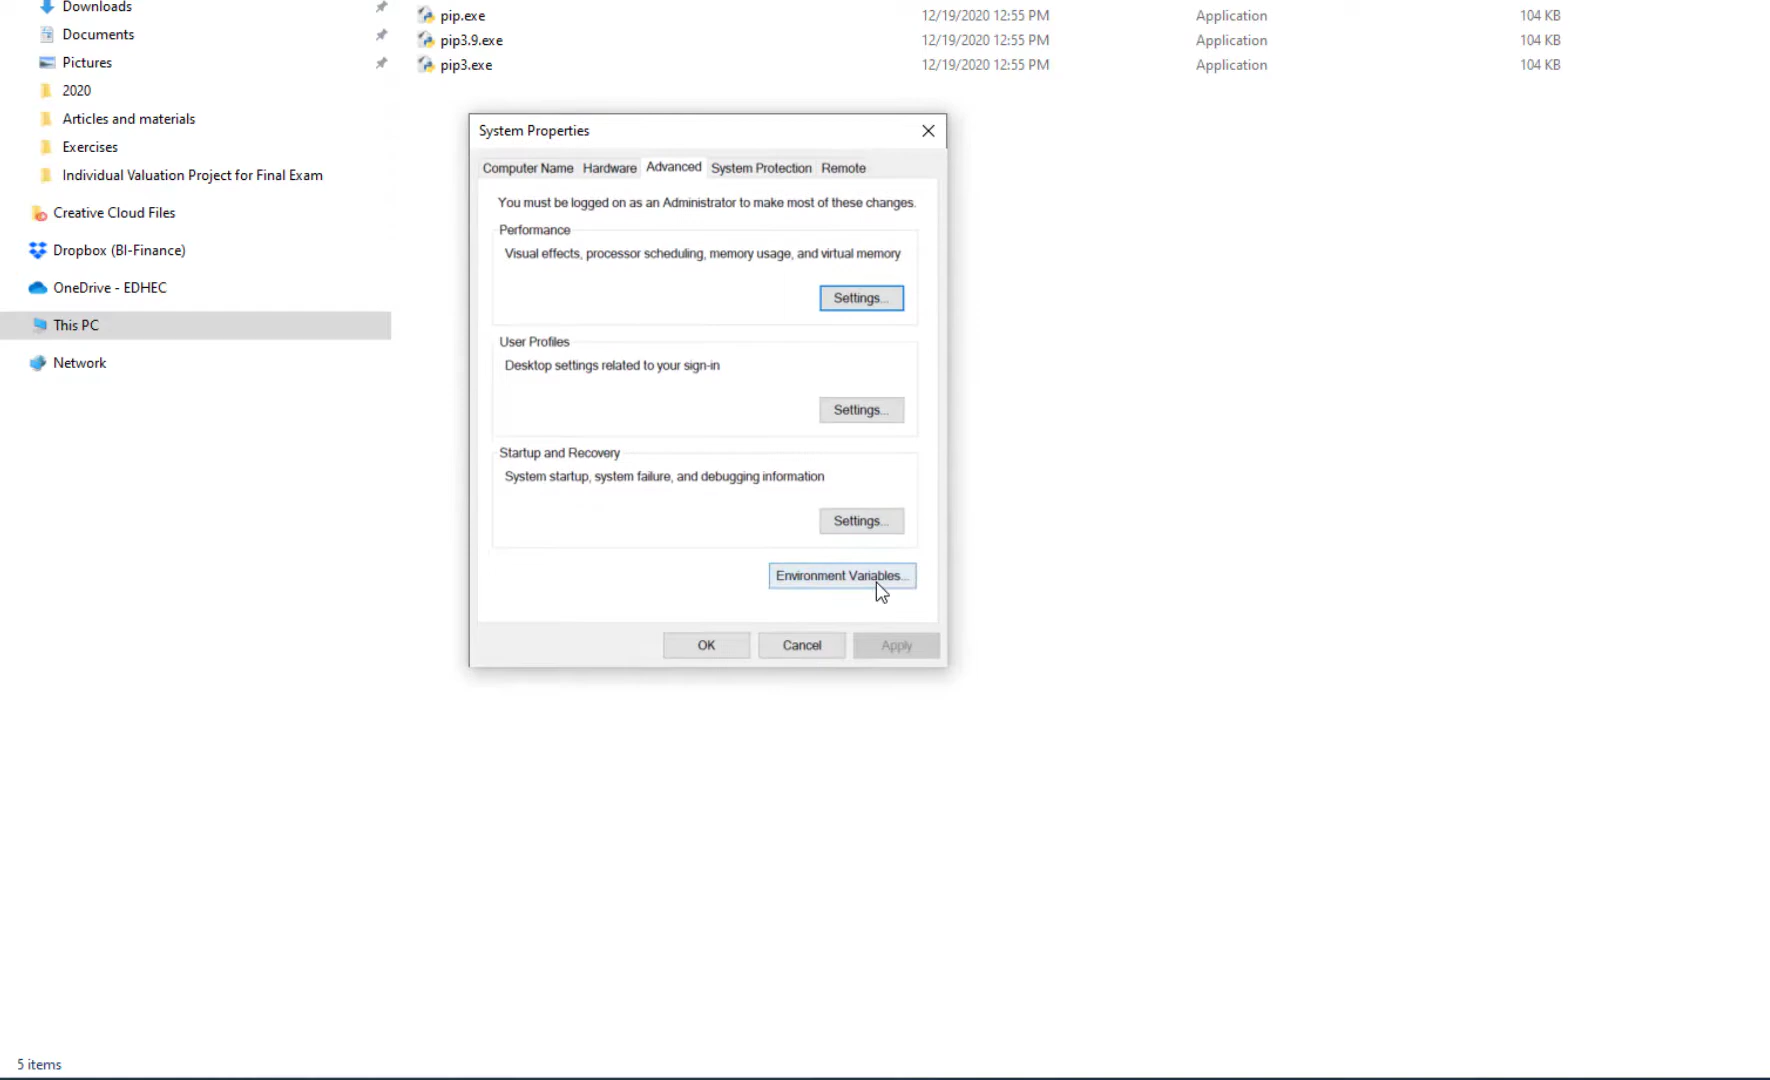 Downloads
Documents
Pictures
2020
Articles and materials
Exercises
Individual Valuation Project for Final Exam
Creative Cloud Files
Dropbox (BI-Finance)
OneDrive - EDHEC
This PC
Network
pip.exe 12/19/2020 12:55 PM Application 104 KB
pip3.9.exe 12/19/2020 12:55 PM Application 104 KB
pip3.exe 12/19/2020 12:55 PM Application 104 KB
System Properties
Computer Name Hardware Advanced System Protection Remote
You must be logged on as an Administrator to make most of these changes.
Performance
Visual effects, processor scheduling, memory usage, and virtual memory
Settings...
User Profiles
Desktop settings related to your sign-in
Settings...
Startup and Recovery
System startup, system failure, and debugging information
Settings...
Environment Variables...
OK Cancel Apply
5 items